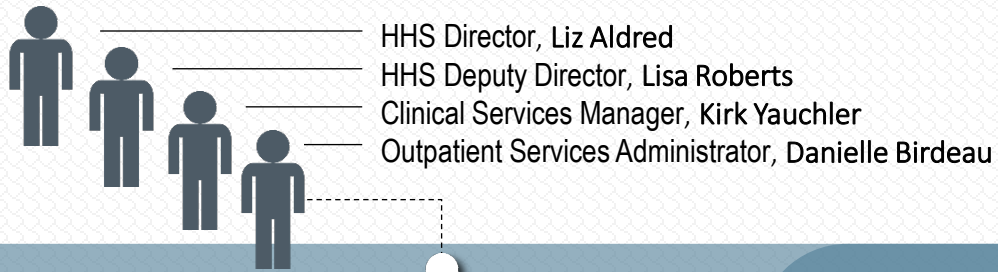 HHS Director, Liz Aldred
HHS Deputy Director, Lisa Roberts
Clinical Services Manager, Kirk Yauchler
Outpatient Services Administrator, Danielle Birdeau